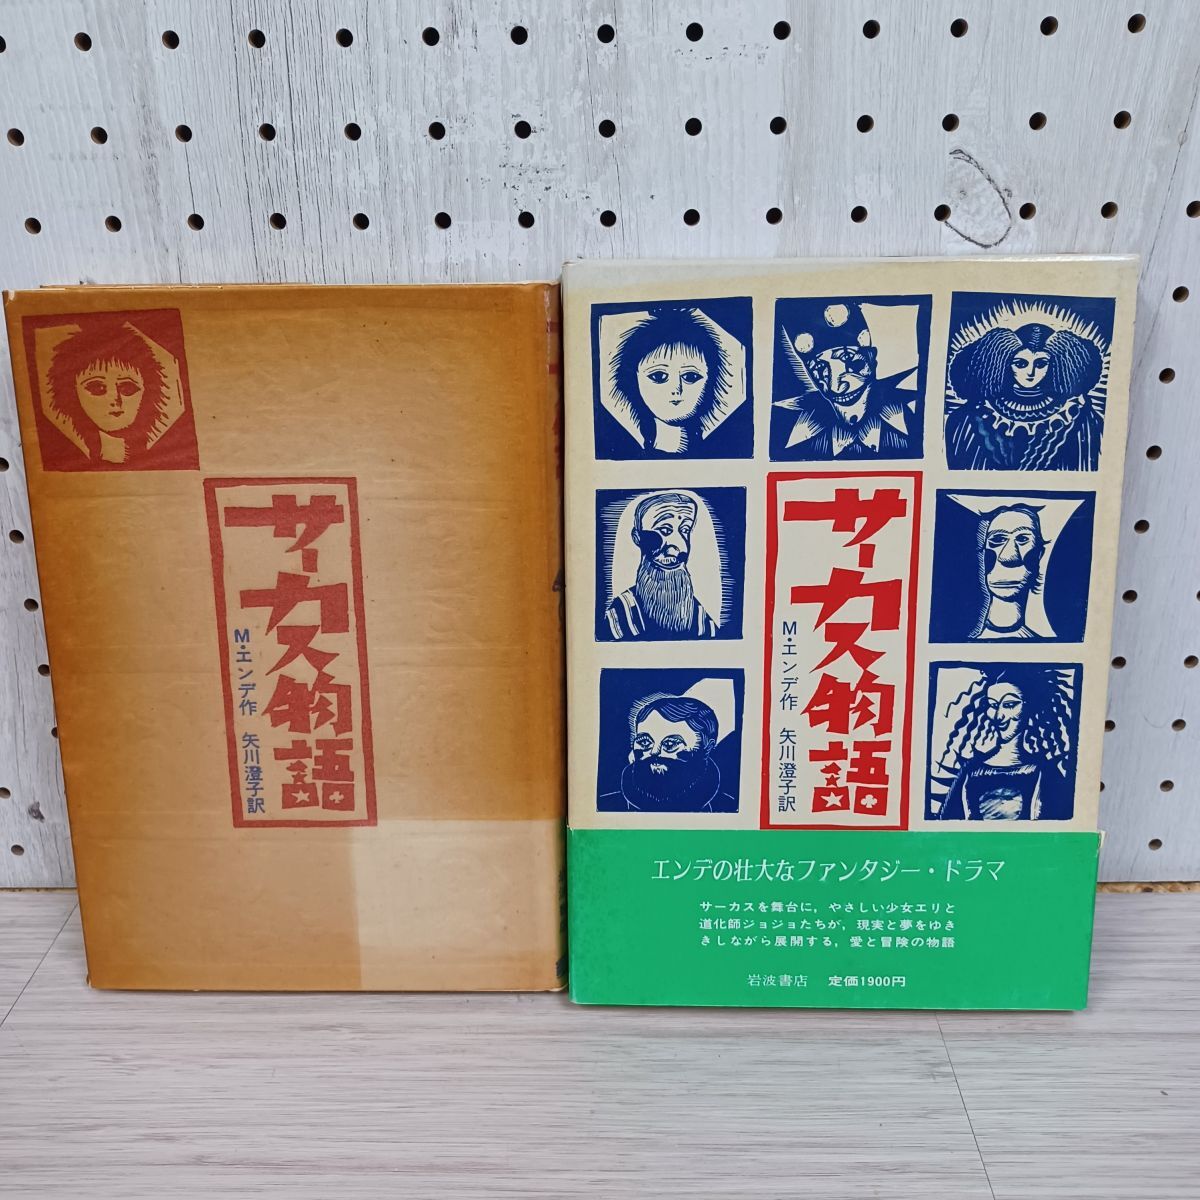 サーカス物語
M・エンデ作 矢川澄子訳
サーカス物語
M・エンデ作 矢川澄子訳
エンデの壮大なファンタジー・ドラマ
サーカスを舞台に，やさしい少女エリと
道化師ジョジョたちが，現実と夢をゆき
きしながら展開する，愛と冒険の物語
岩波書店 定価1900円